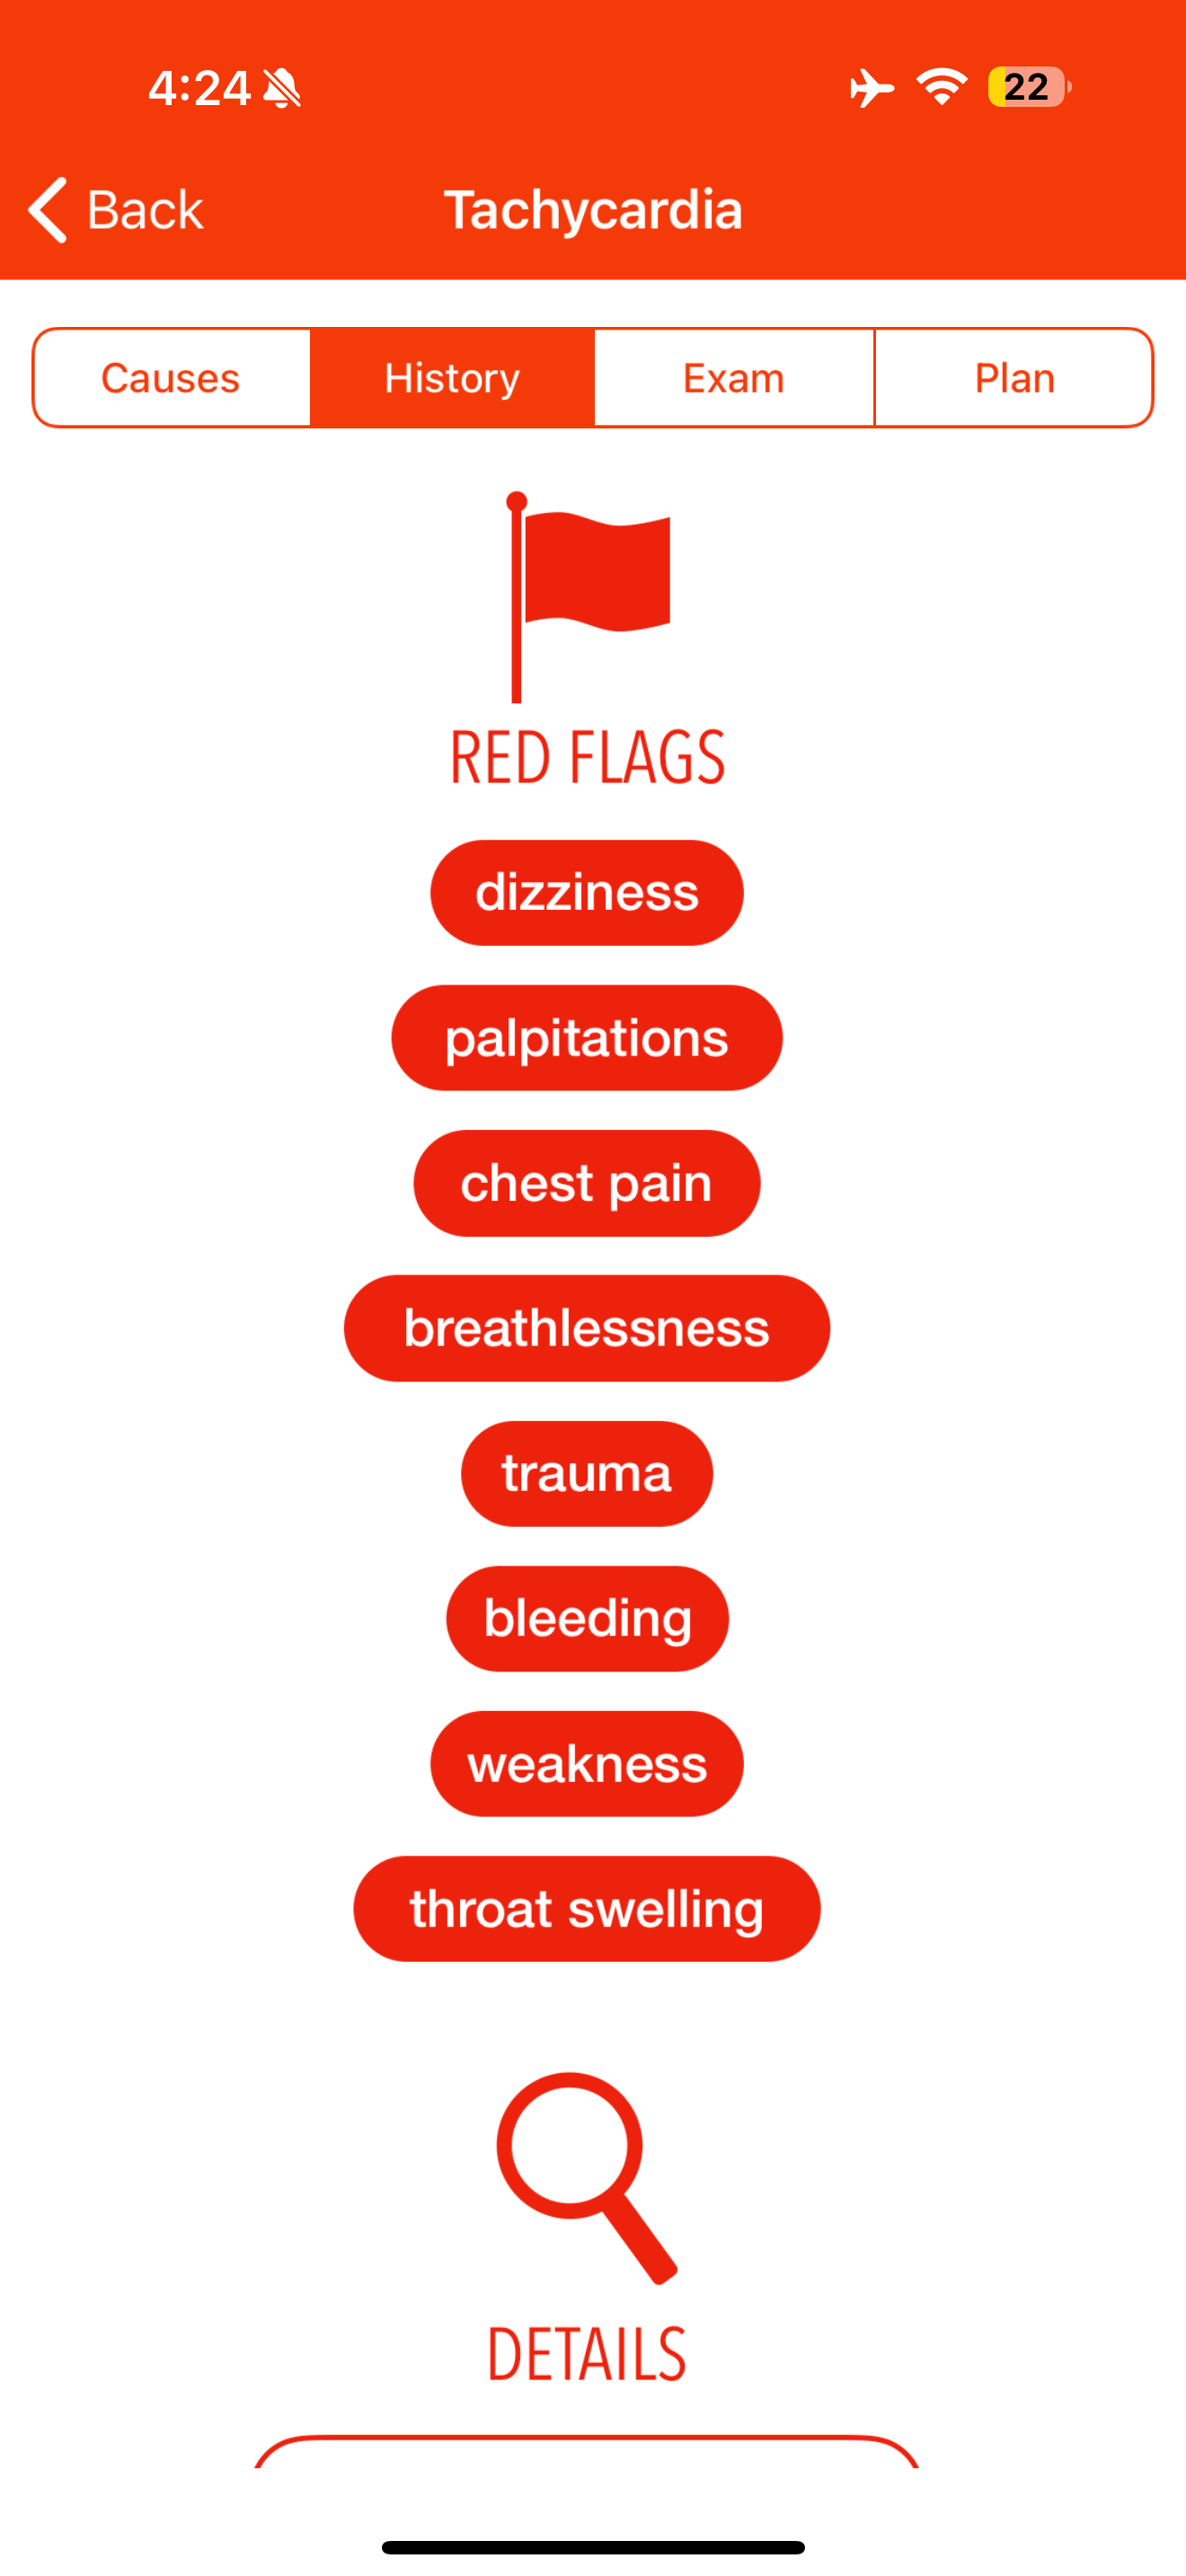 4:24
22
Back
Tachycardia
Causes
History
Exam
Plan
RED FLAGS
dizziness
palpitations
chest pain
breathlessness
trauma
bleeding
weakness
throat swelling
DETAILS